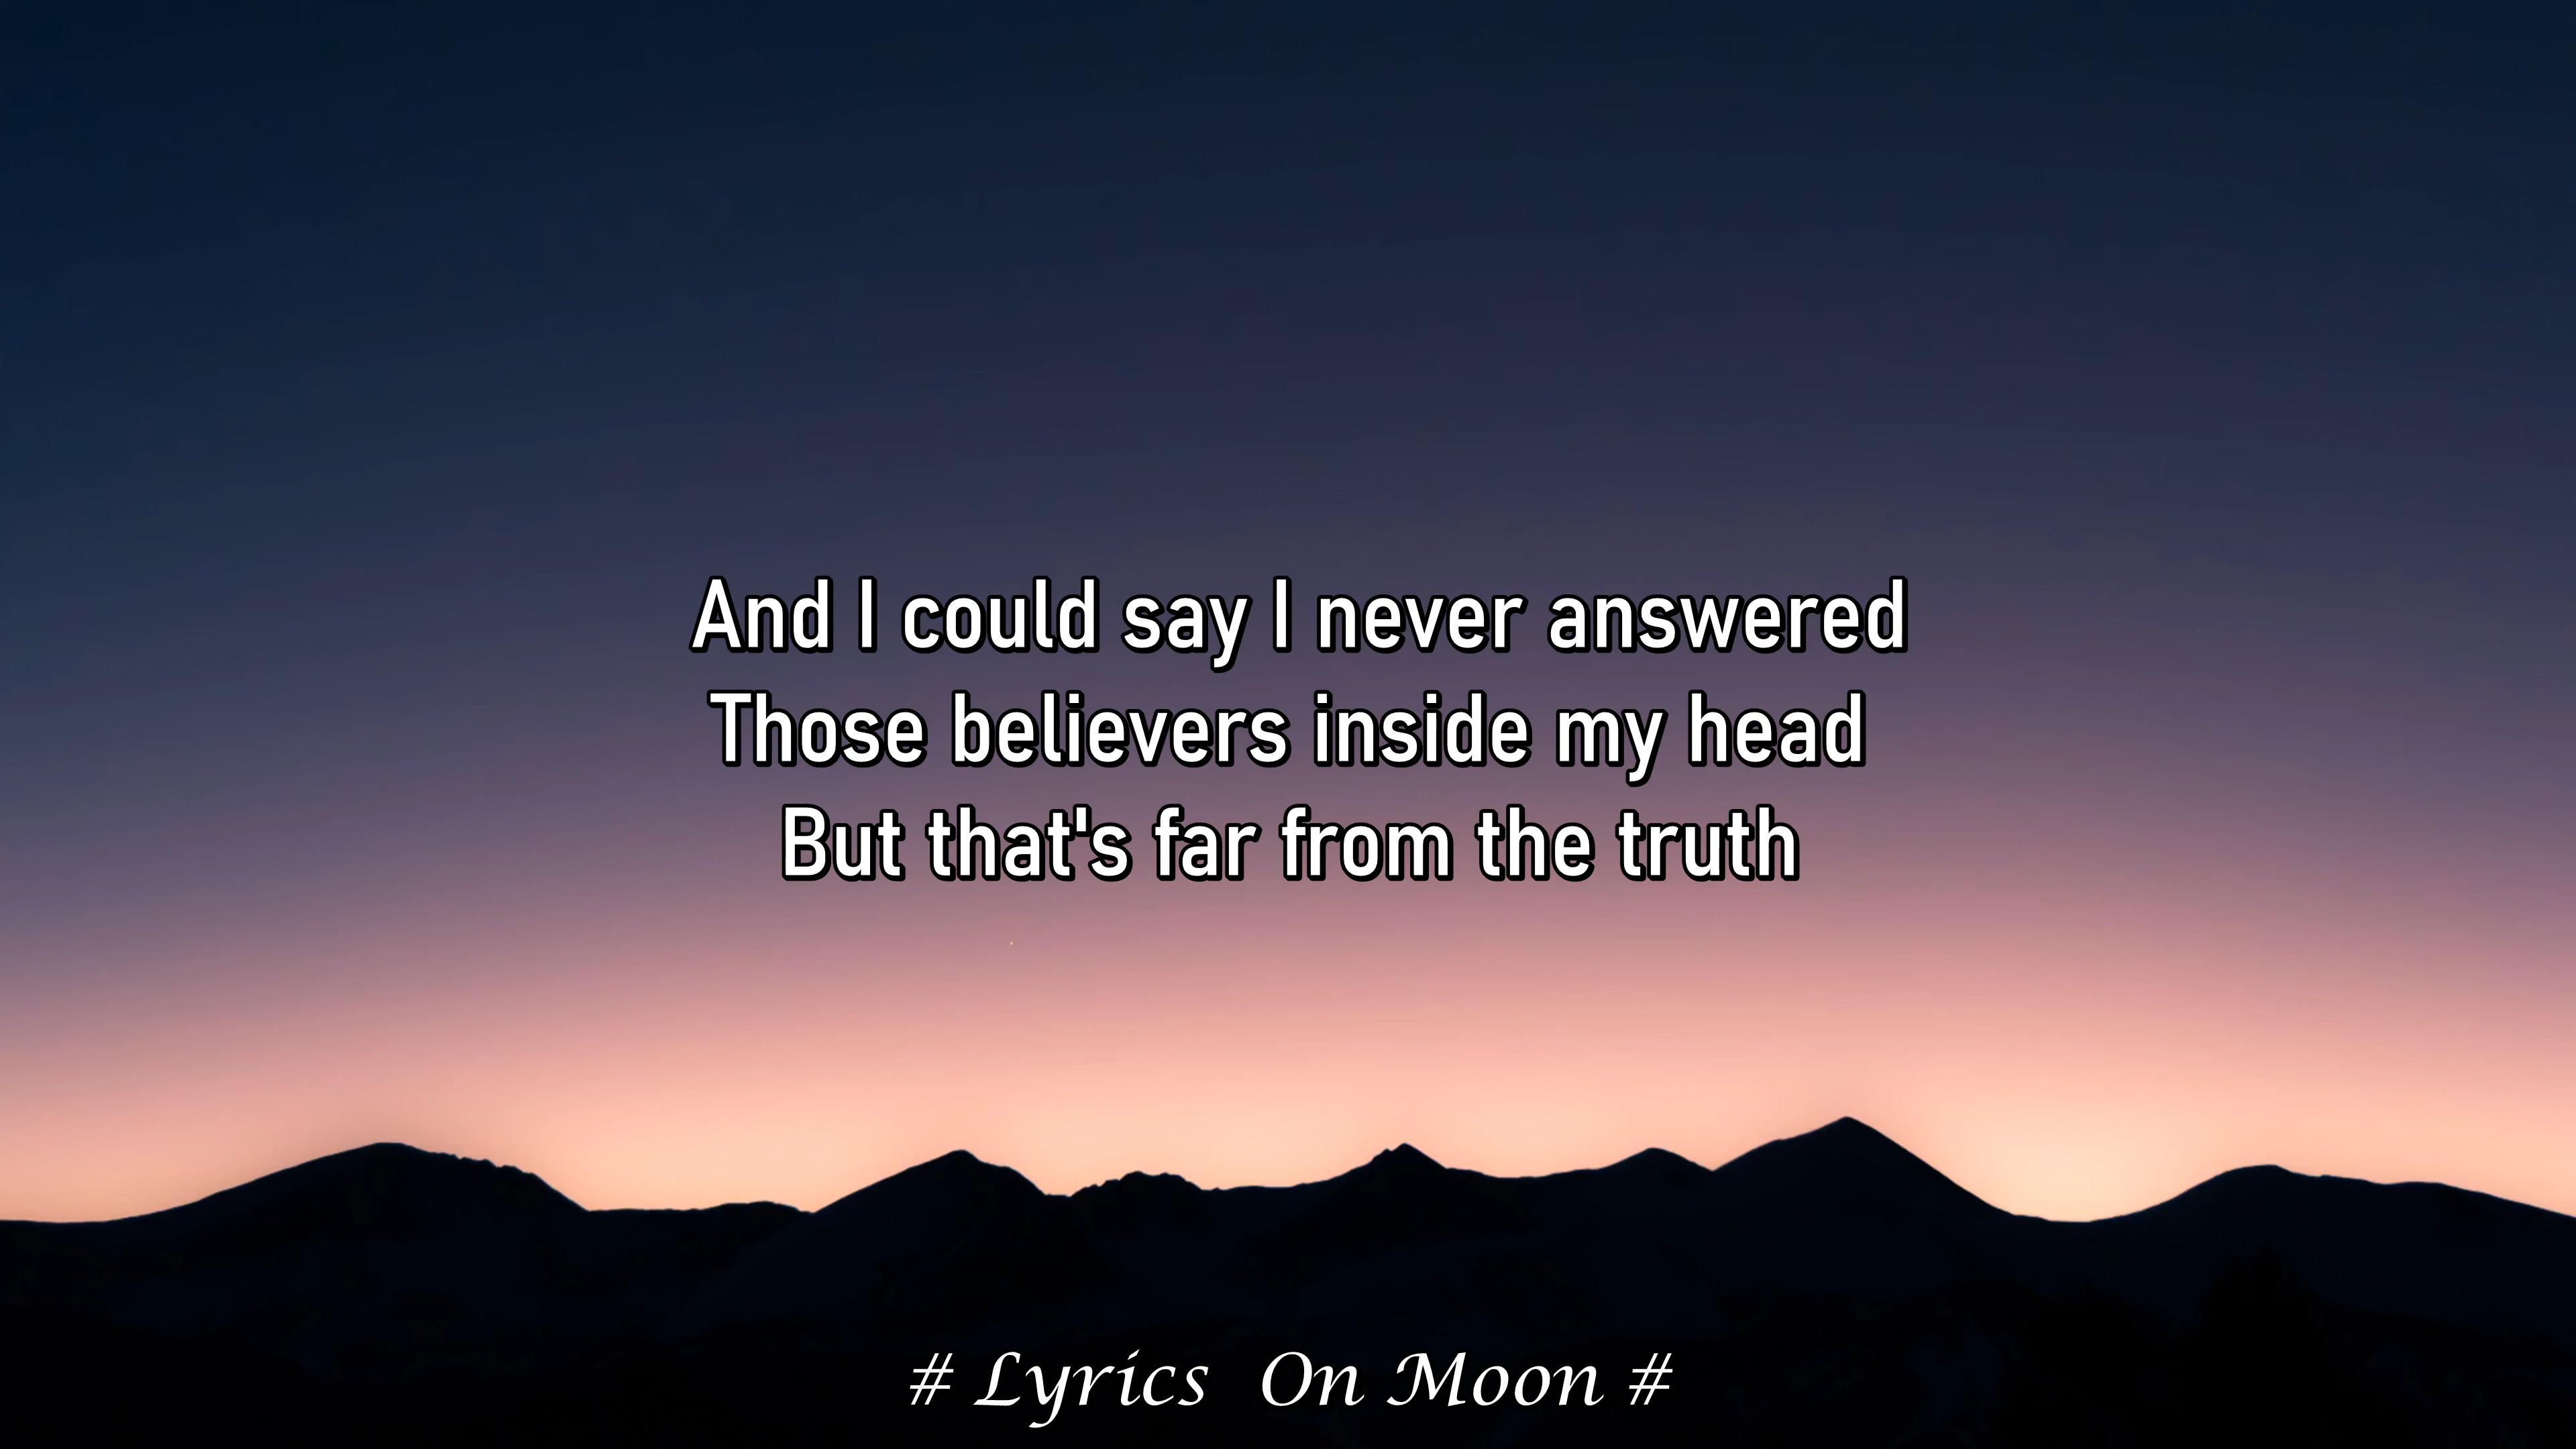 And I could say I never answered
Those believers inside my head
But that's far from the truth
# Lyrics On Moon #